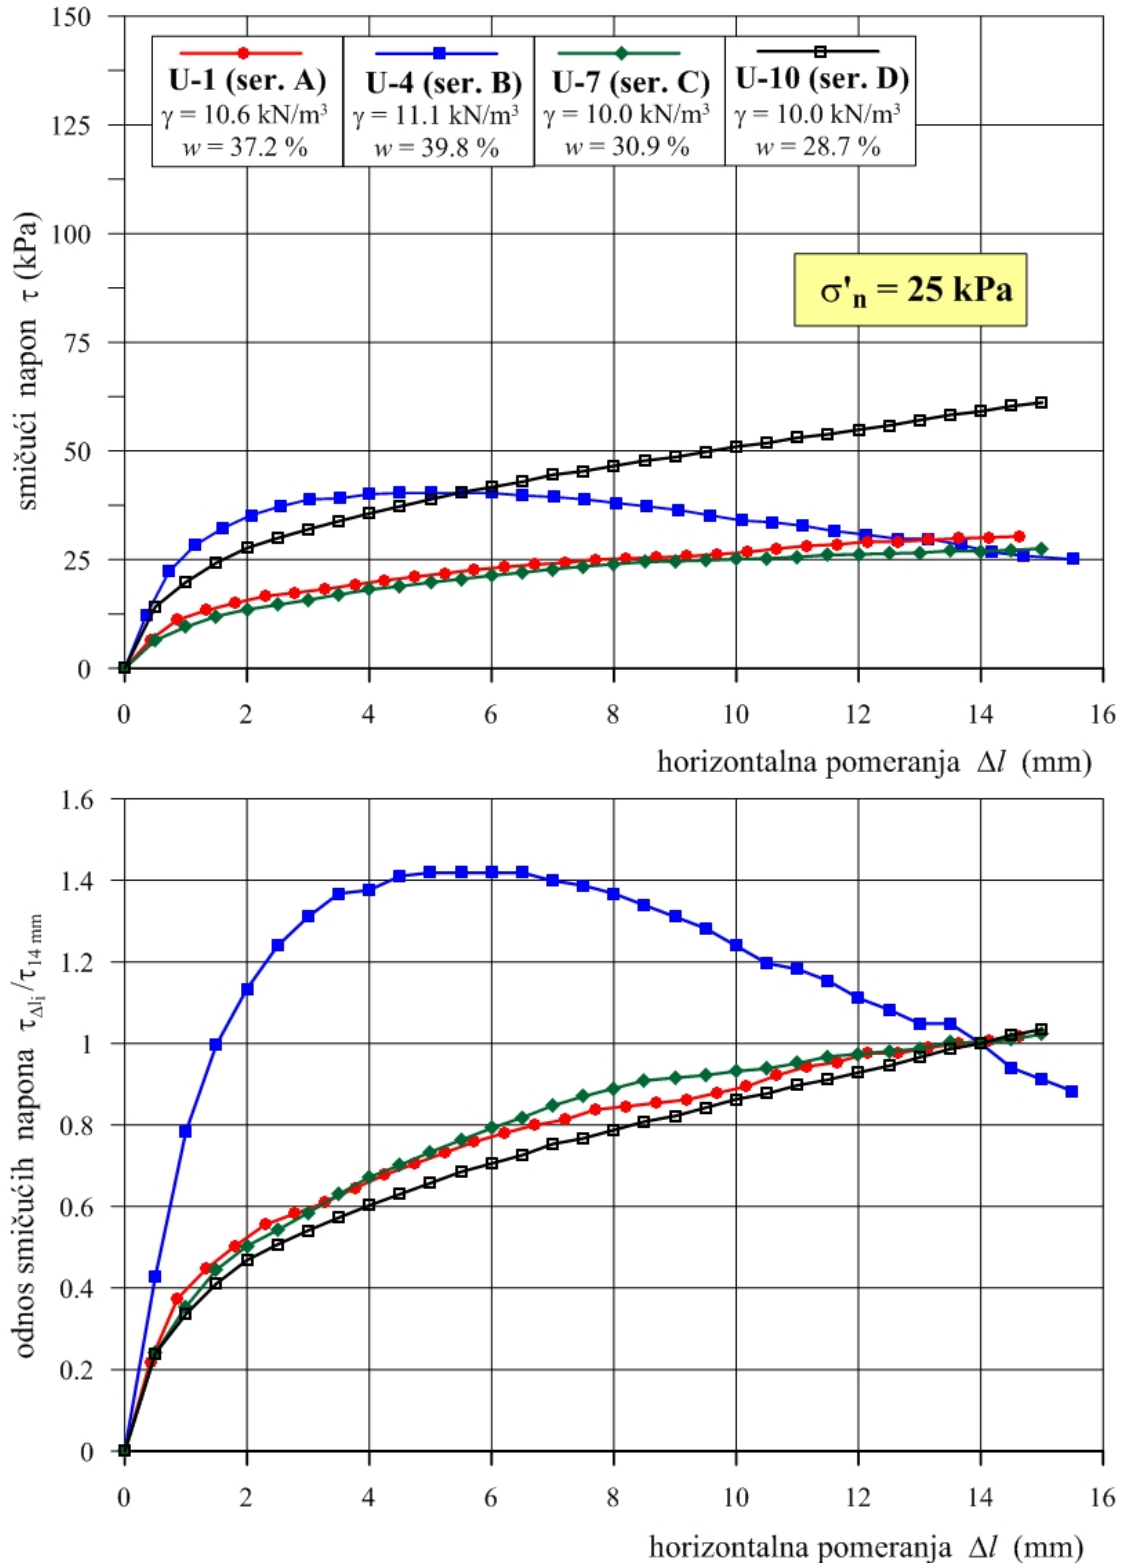 150
125
100
75
50
25
0
smičući napon τ (kPa)
U-1 (ser. A)
γ = 10.6 kN/m³
w = 37.2 %
U-4 (ser. B)
γ = 11.1 kN/m³
w = 39.8 %
U-7 (ser. C)
γ = 10.0 kN/m³
w = 30.9 %
U-10 (ser. D)
γ = 10.0 kN/m³
w = 28.7 %
σ'n = 25 kPa
0 2 4 6 8 10 12 14 16
horizontalna pomeranja Δl (mm)
1.6
1.4
1.2
1
0.8
0.6
0.4
0.2
0
odnos smičućih napona τΔli/τ14 mm
0 2 4 6 8 10 12 14 16
horizontalna pomeranja Δl (mm)